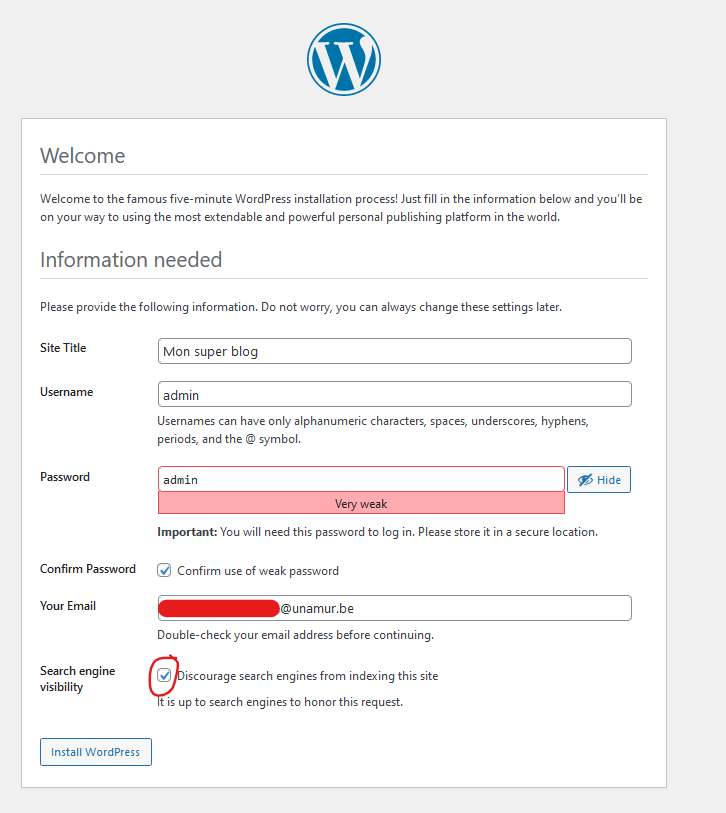 Welcome
Welcome to the famous five-minute WordPress installation process! Just fill in the information below and you'll be
on your way to using the most extendable and powerful personal publishing platform in the world.
Information needed
Please provide the following information. Do not worry, you can always change these settings later.
Site Title
Mon super blog
Username
admin
Usernames can have only alphanumeric characters, spaces, underscores, hyphens,
periods, and the @ symbol.
Password
admin
Hide
Very weak
Important: You will need this password to log in. Please store it in a secure location.
Confirm Password
Confirm use of weak password
Your Email
@unamur.be
Double-check your email address before continuing.
Search engine
visibility
Discourage search engines from indexing this site
It is up to search engines to honor this request.
Install WordPress